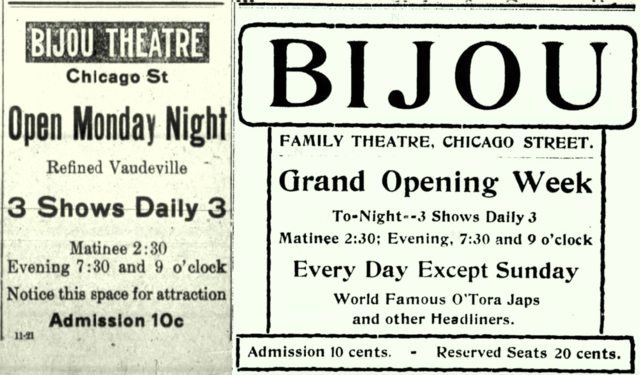 BIJOU THEATRE
Chicago St
Open Monday Night
Refined Vaudeville
3 Shows Daily 3
Matinee 2:30
Evening 7:30 and 9 o'clock
Notice this space for attraction
Admission 10c
11-21
BIJOU
FAMILY THEATRE, CHICAGO STREET.
Grand Opening Week
To-Night--3 Shows Daily 3
Matinee 2:30; Evening, 7:30 and 9 o'clock
Every Day Except Sunday
World Famous O'Tora Japs
and other Headliners.
Admission 10 cents. - Reserved Seats 20 cents.